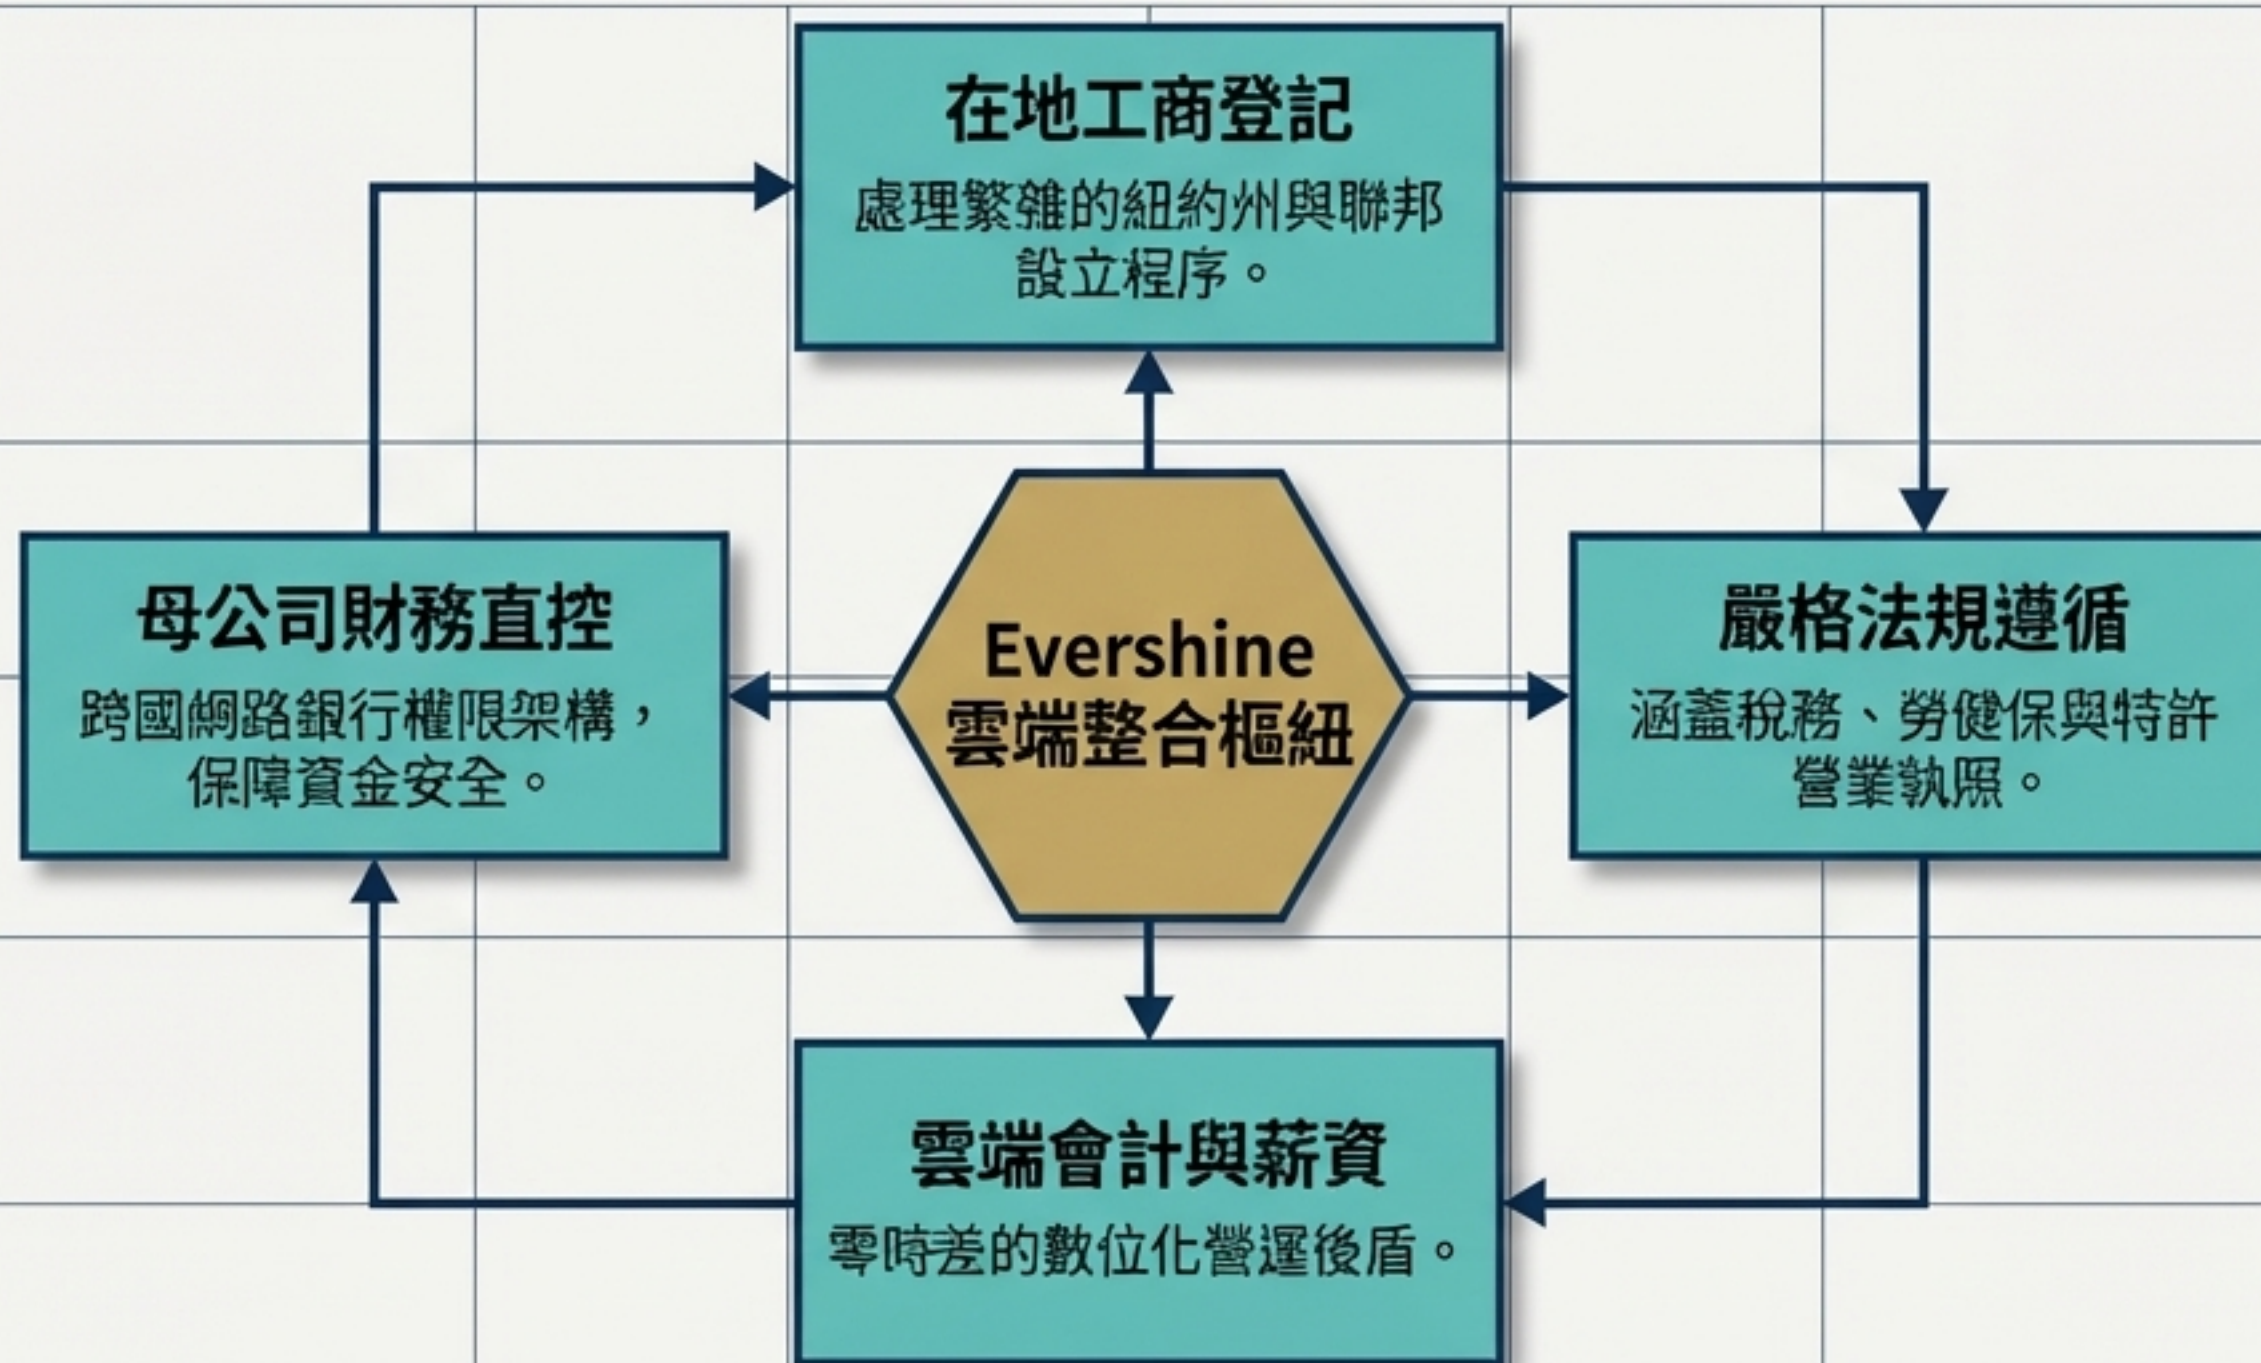 在地工商登記
處理繁雜的紐約州與聯邦
設立程序。
母公司財務直控
跨國網路銀行權限架構，
保障資金安全。
Evershine
雲端整合樞紐
嚴格法規遵循
涵蓋稅務、勞健保與特許
營業執照。
雲端會計與薪資
零時差的數位化營運後盾。